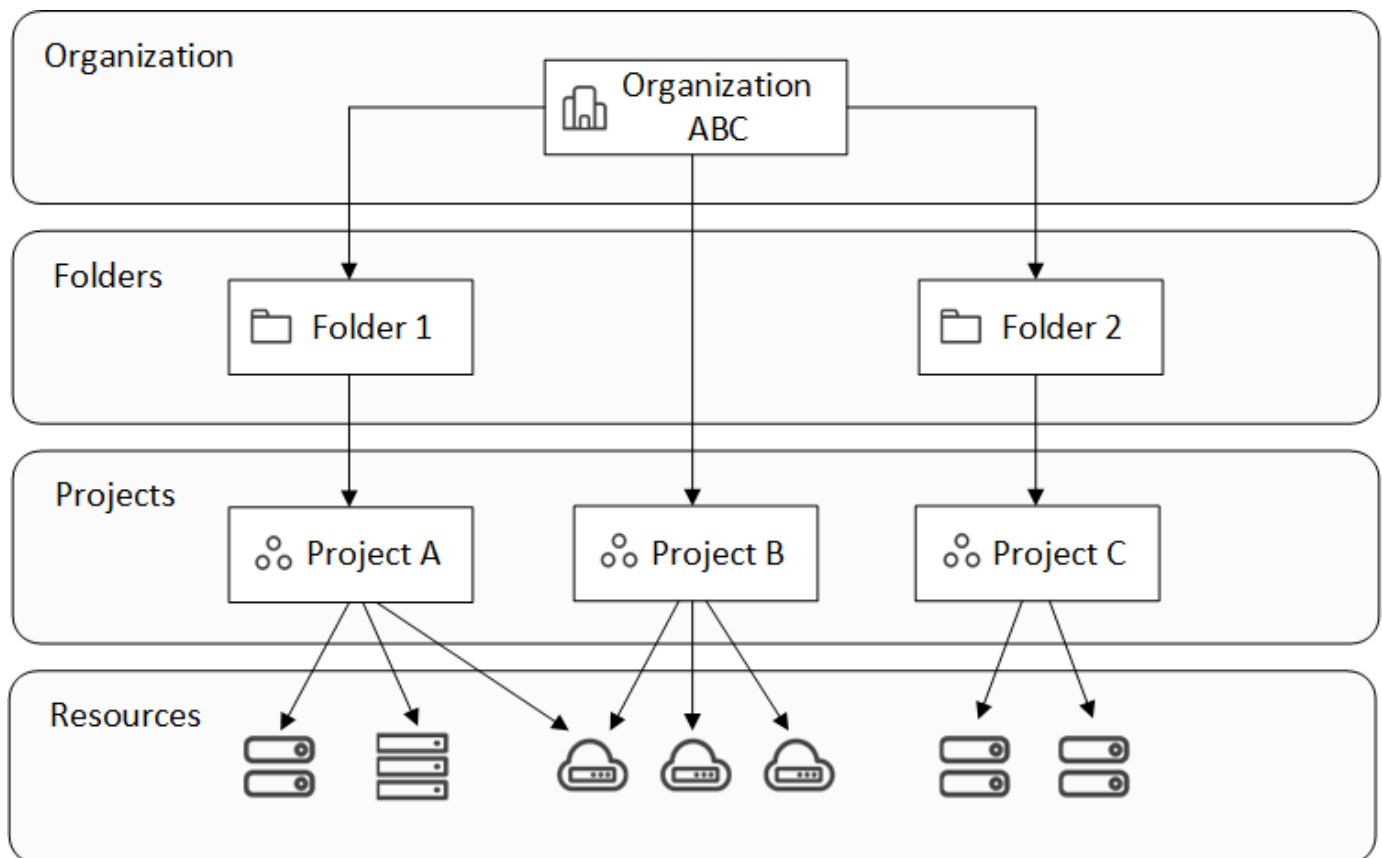 Organization
Organization
ABC
Folders
Folder 1
Folder 2
Projects
Project A
Project B
Project C
Resources